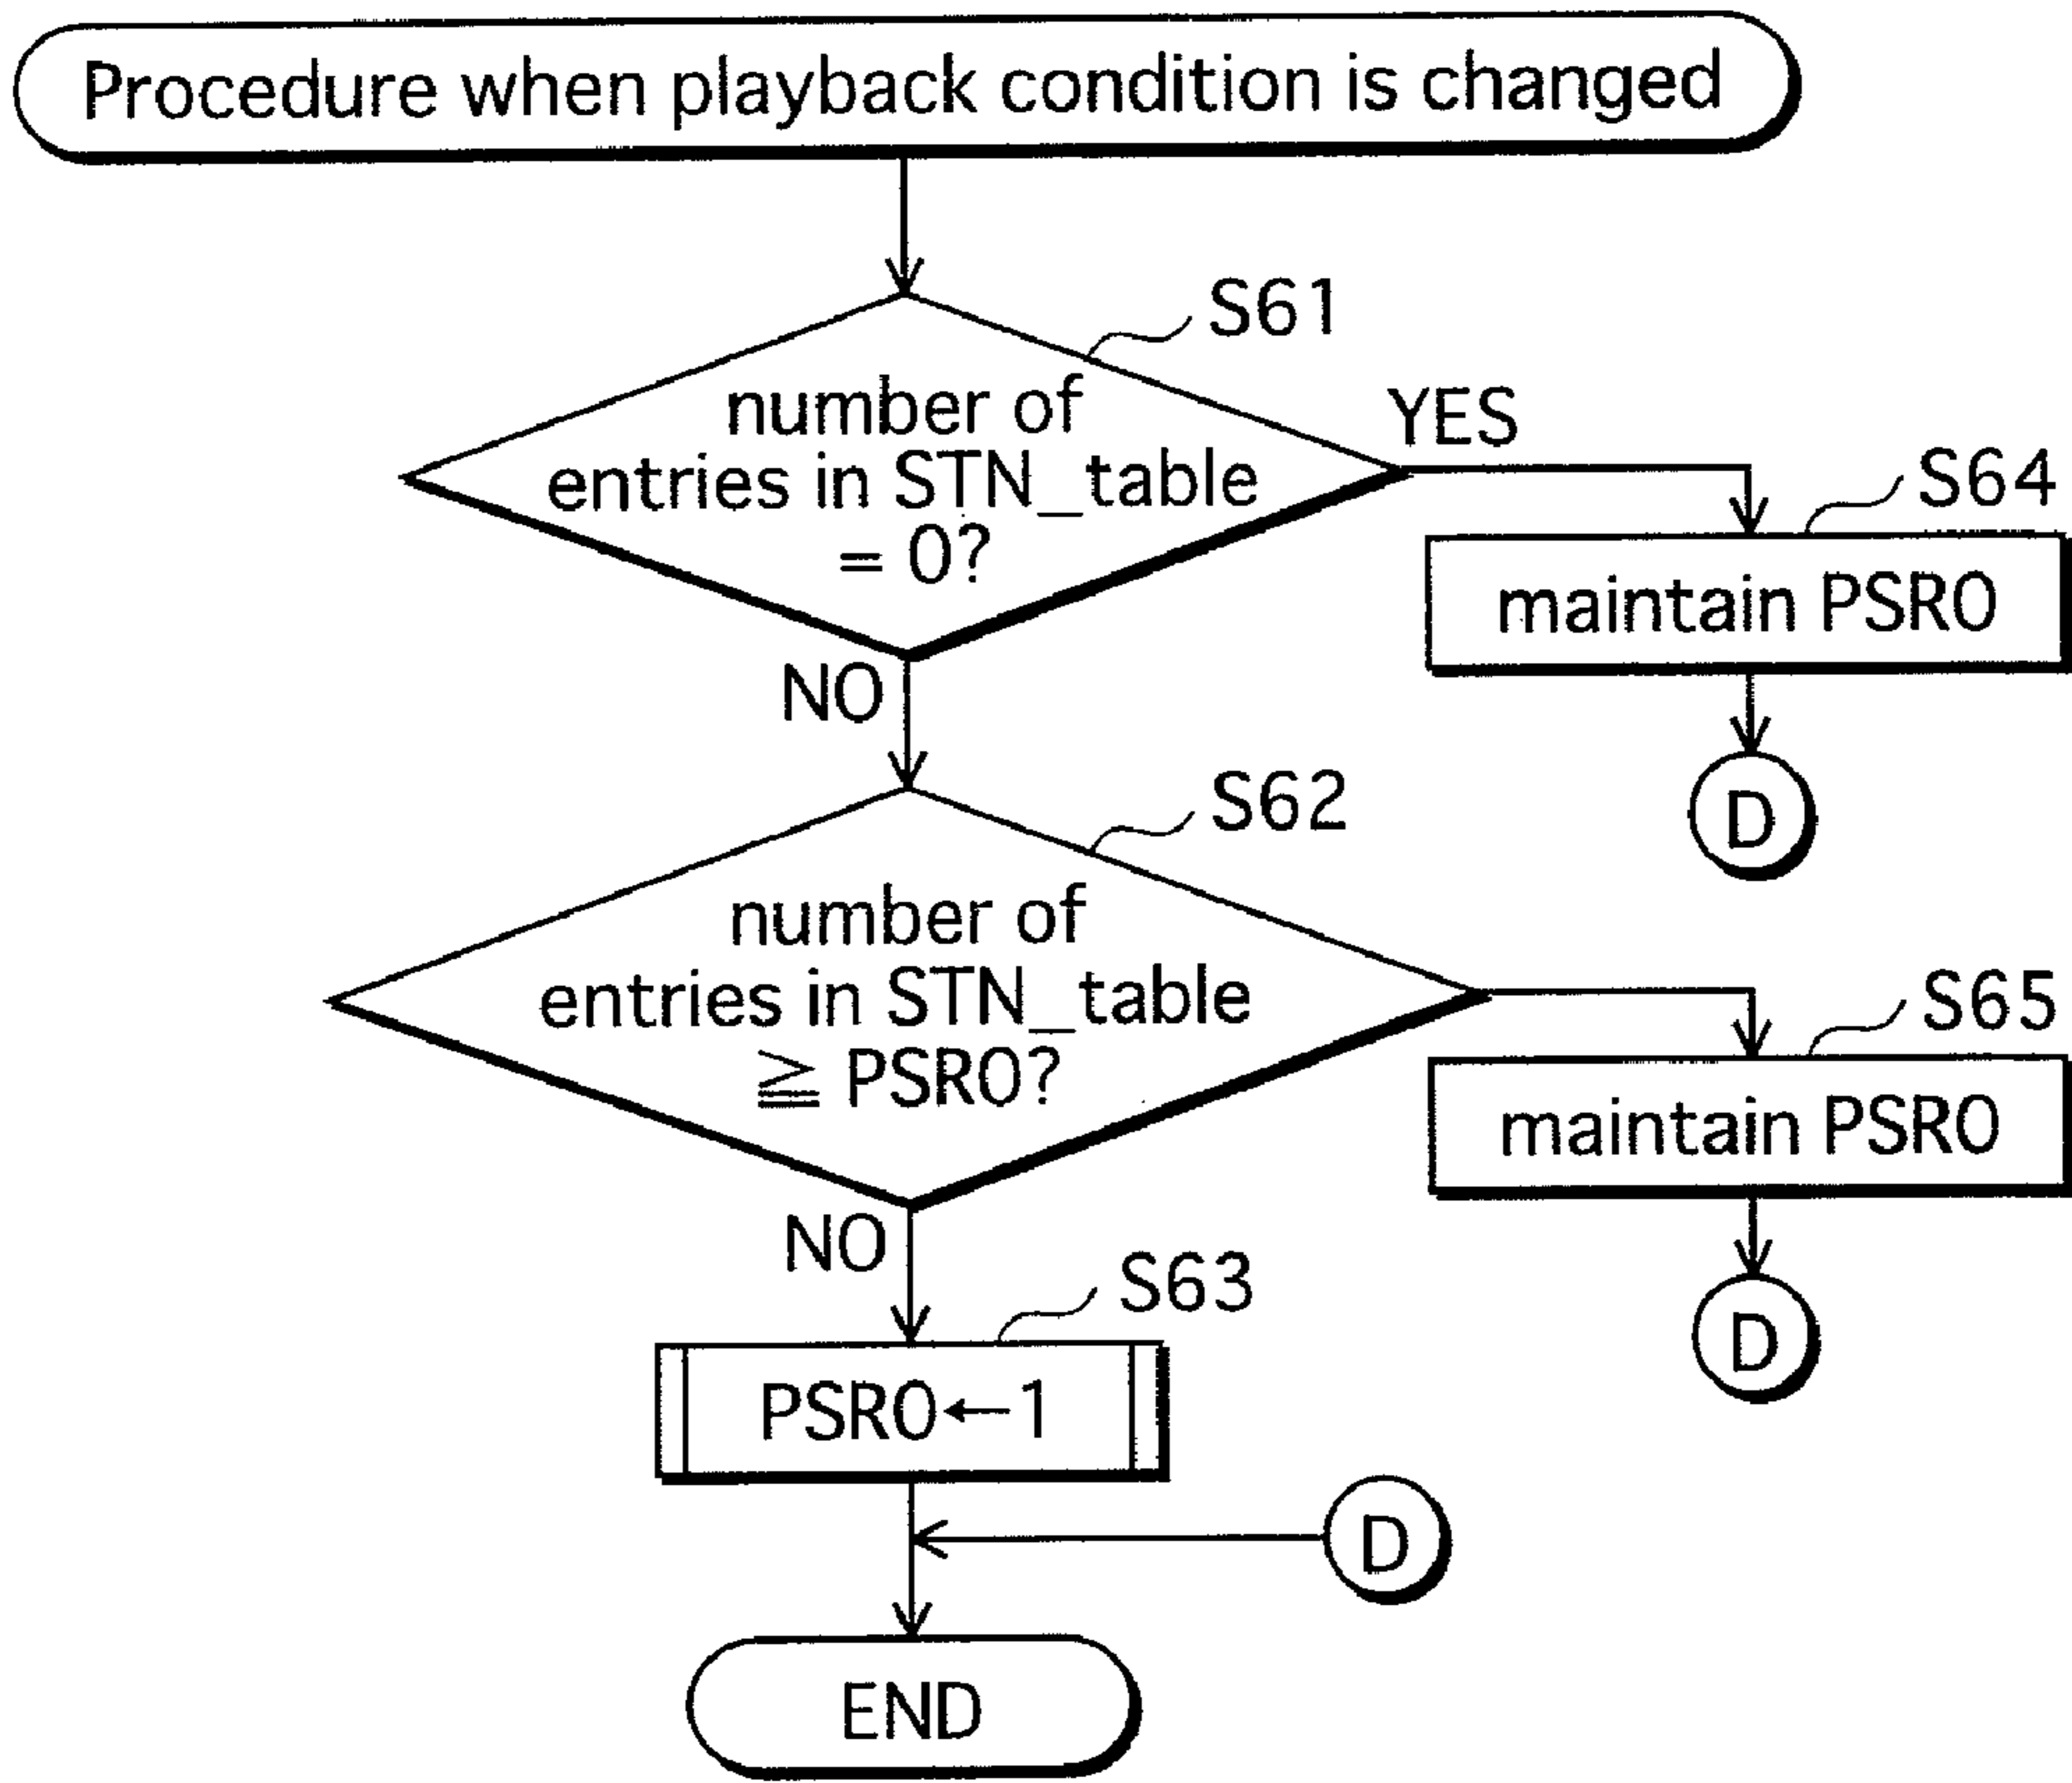 Procedure when playback condition is changed
S61
number of
entries in STN_table
= 0?
YES
S64
maintain PSR0
D
NO
S62
number of
entries in STN_table
≧ PSR0?
S65
maintain PSR0
D
NO
S63
PSR0←1
D
END